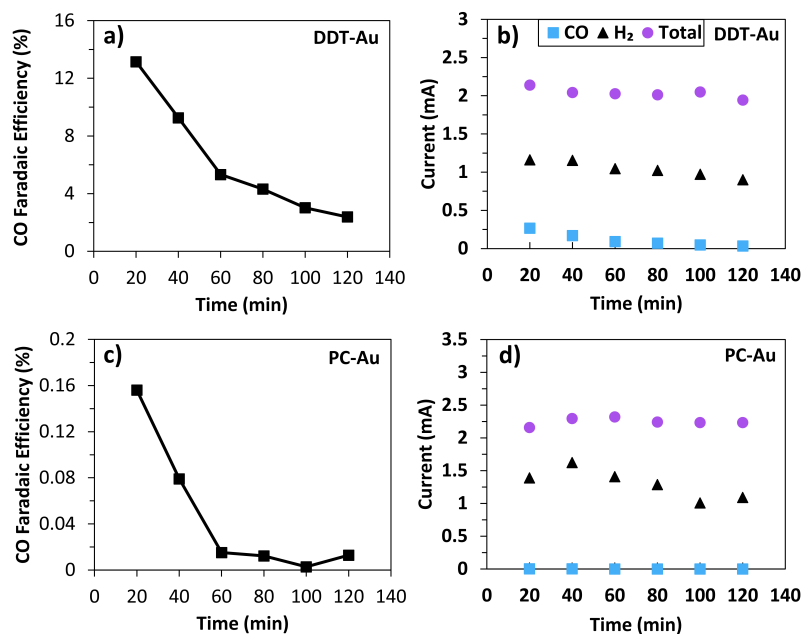 a)
DDT-Au
CO Faradaic Efficiency (%)
16
12
8
4
0
0 20 40 60 80 100 120 140
Time (min)
b)
CO H₂ Total
DDT-Au
Current (mA)
3
2.5
2
1.5
1
0.5
0
0 20 40 60 80 100 120 140
Time (min)
c)
PC-Au
CO Faradaic Efficiency (%)
0.2
0.16
0.12
0.08
0.04
0
0 20 40 60 80 100 120 140
Time (min)
d)
PC-Au
Current (mA)
3.5
3
2.5
2
1.5
1
0.5
0
0 20 40 60 80 100 120 140
Time (min)